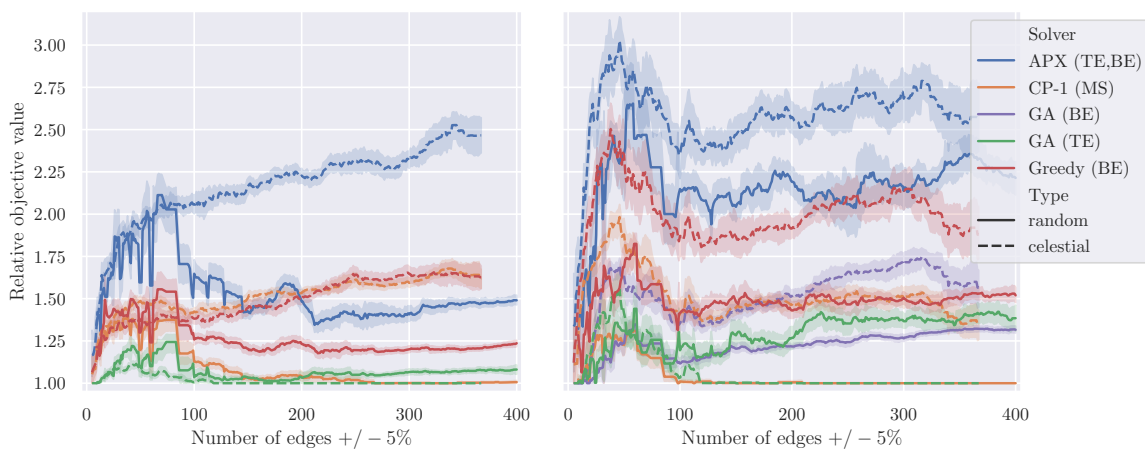 3.00
2.75
2.50
2.25
2.00
1.75
1.50
1.25
1.00
Relative objective value
0 100 200 300 400
Number of edges +/ − 5%
0 100 200 300 400
Number of edges +/ − 5%
Solver
APX (TE,BE)
CP-1 (MS)
GA (BE)
GA (TE)
Greedy (BE)
Type
random
celestial